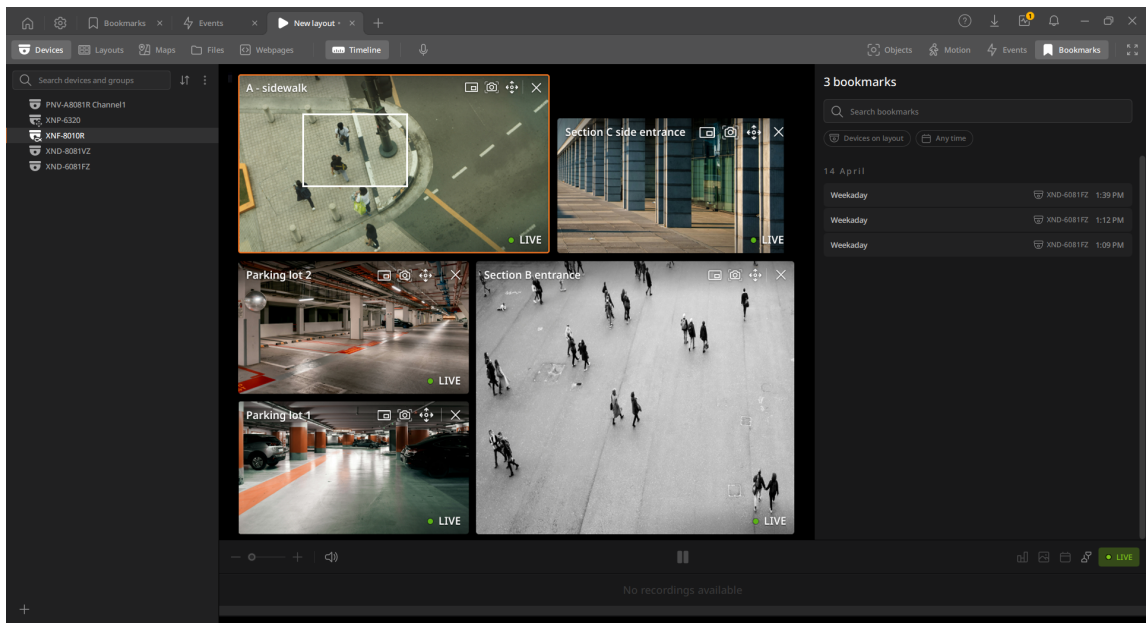 Bookmarks
Events
New layout
Devices
Layouts
Maps
Files
Webpages
Timeline
Objects
Motion
Events
Bookmarks
Search devices and groups
PNV-A8081R Channel1
XNP-6320
XNF-8010R
XND-8081VZ
XND-6081FZ
A - sidewalk
LIVE
Section C side entrance
LIVE
Parking lot 2
LIVE
Section B entrance
LIVE
Parking lot 1
LIVE
3 bookmarks
Search bookmarks
Devices on layout
Any time
14 April
Weekaday XND-6081FZ 1:39 PM
Weekaday XND-6081FZ 1:12 PM
Weekaday XND-6081FZ 1:09 PM
LIVE
No recordings available